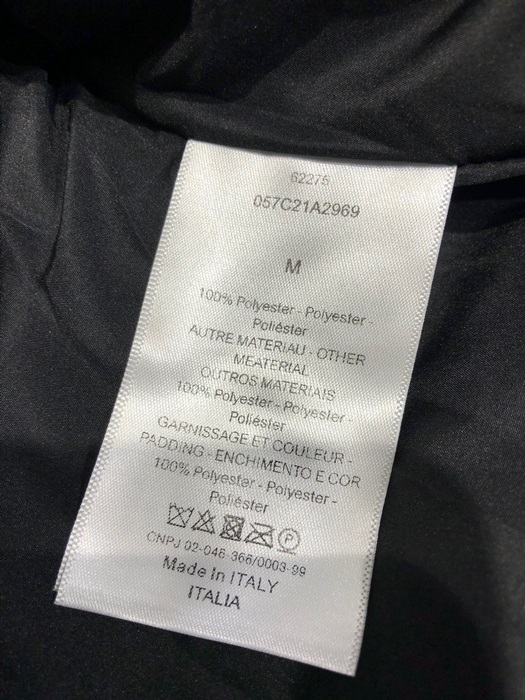 62275
057C21A2969
M
100% Polyester - Polyester -
Poliéster
AUTRE MATERIAU - OTHER
MEATERIAL
OUTROS MATERIAIS
100% Polyester - Polyester -
Poliéster
GARNISSAGE ET COULEUR -
PADDING - ENCHIMENTO E COR
100% Polyester - Polyester -
Poliéster
P
CNPJ 02-046-366/0003-99
Made in ITALY
ITALIA